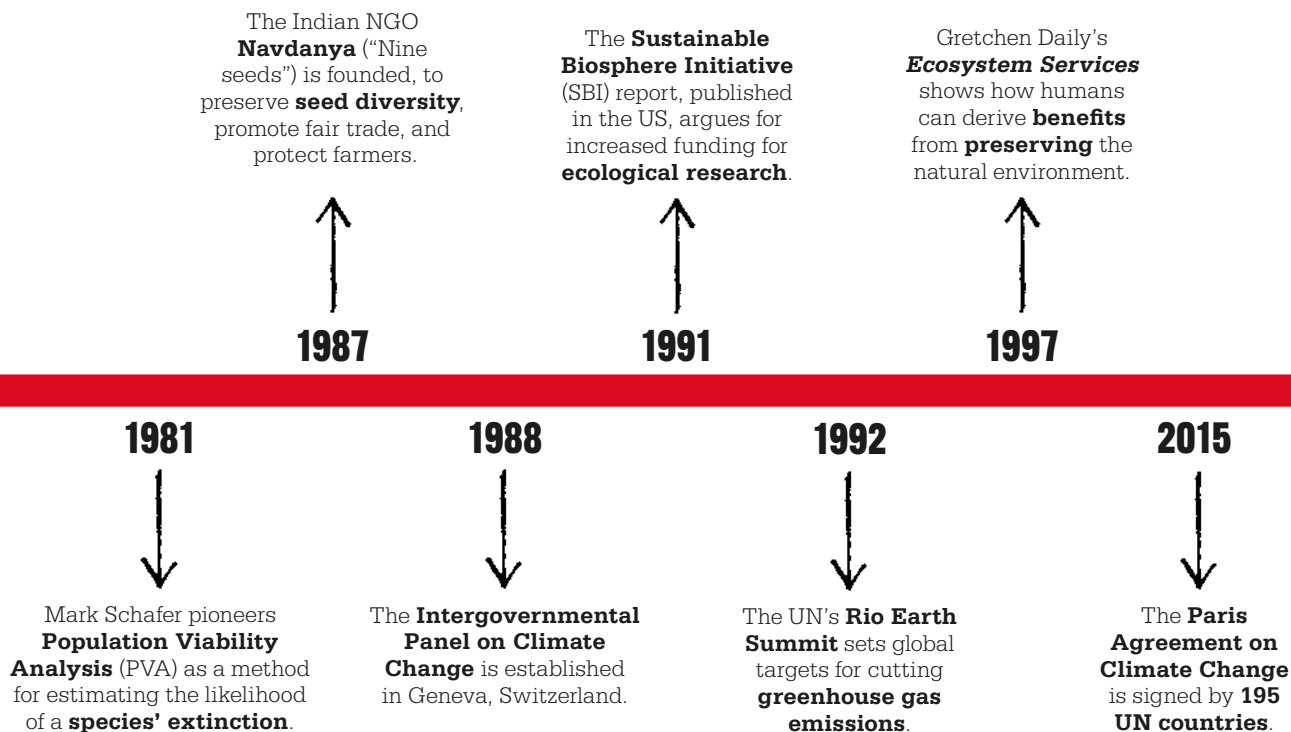 The Indian NGO
Navdanya (“Nine
seeds”) is founded, to
preserve seed diversity,
promote fair trade, and
protect farmers.
The Sustainable
Biosphere Initiative
(SBI) report, published
in the US, argues for
increased funding for
ecological research.
Gretchen Daily’s
Ecosystem Services
shows how humans
can derive benefits
from preserving the
natural environment.
1987
1991
1997
1981
1988
1992
2015
Mark Schafer pioneers
Population Viability
Analysis (PVA) as a method
for estimating the likelihood
of a species’ extinction.
The Intergovernmental
Panel on Climate
Change is established
in Geneva, Switzerland.
The UN’s Rio Earth
Summit sets global
targets for cutting
greenhouse gas
emissions.
The Paris
Agreement on
Climate Change
is signed by 195
UN countries.